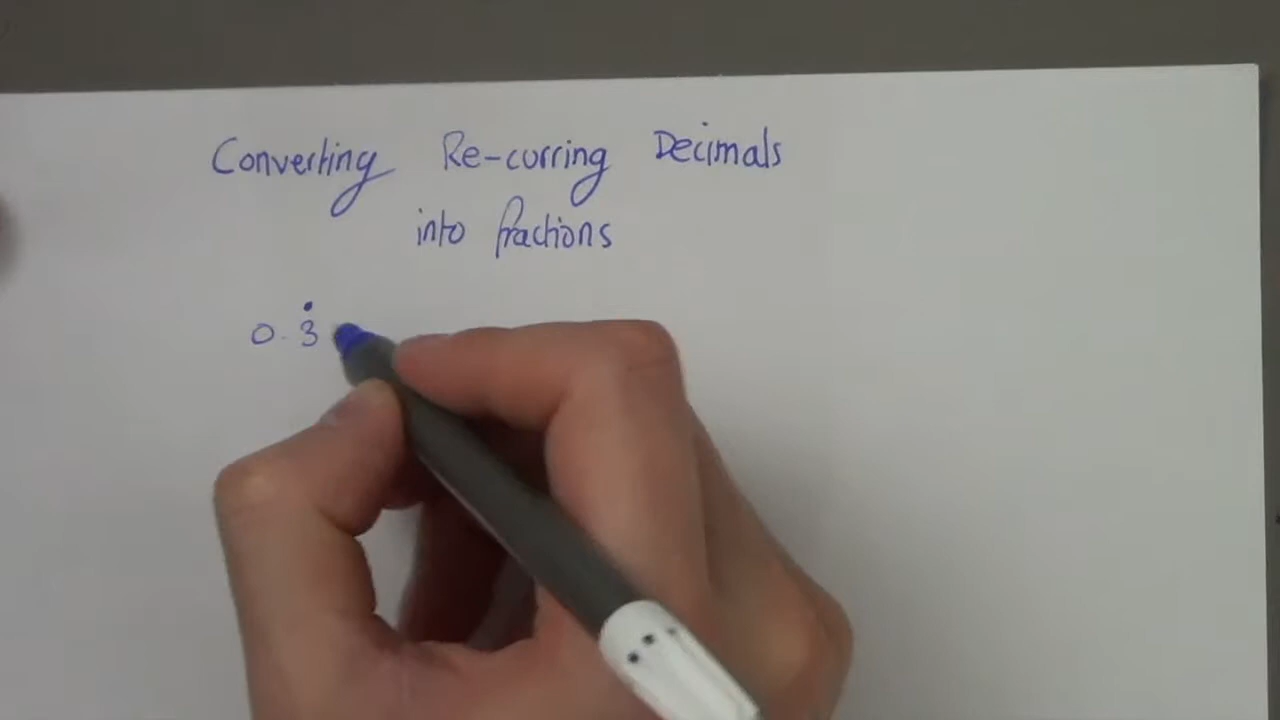 Converting Re-curring Decimals
into fractions
0.3̇